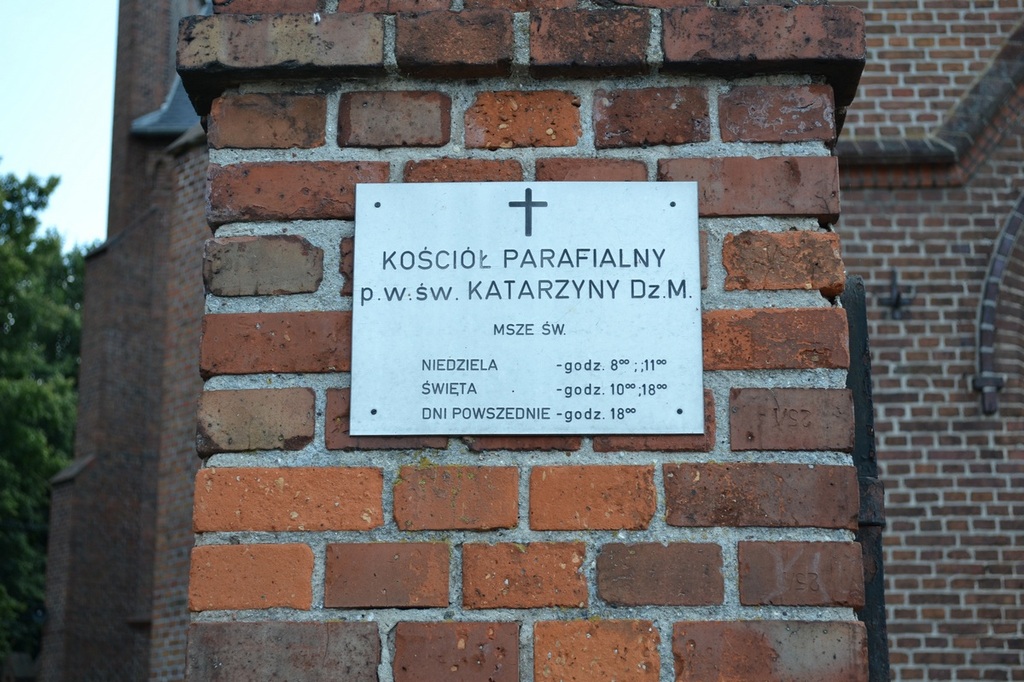 KOŚCIÓŁ PARAFIALNY
p.w.św. KATARZYNY Dz.M.
MSZE ŚW.
NIEDZIELA -godz. 8⁰⁰ ;;11⁰⁰
ŚWIĘTA -godz. 10⁰⁰;18⁰⁰
DNI POWSZEDNIE -godz. 18⁰⁰